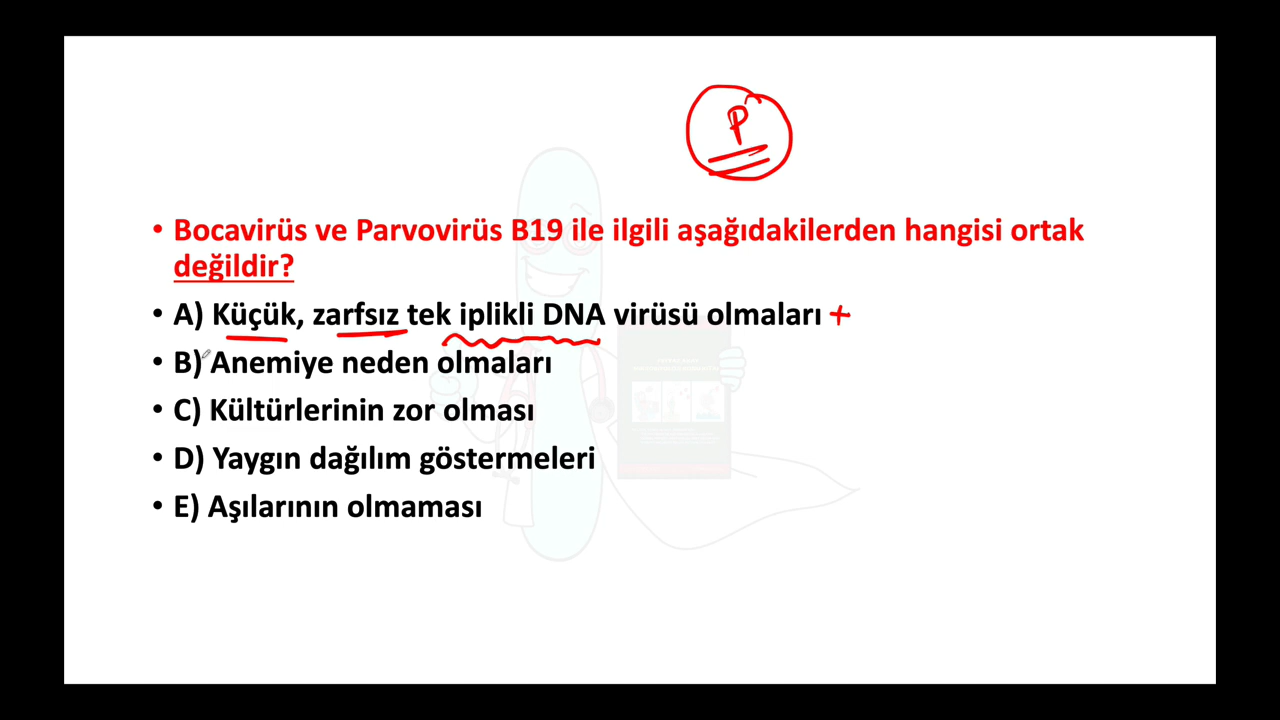 P
• Bocavirüs ve Parvovirüs B19 ile ilgili aşağıdakilerden hangisi ortak
değildir?
• A) Küçük, zarfsız tek iplikli DNA virüsü olmaları +
• B) Anemiye neden olmaları
• C) Kültürlerinin zor olması
• D) Yaygın dağılım göstermeleri
• E) Aşılarının olmaması